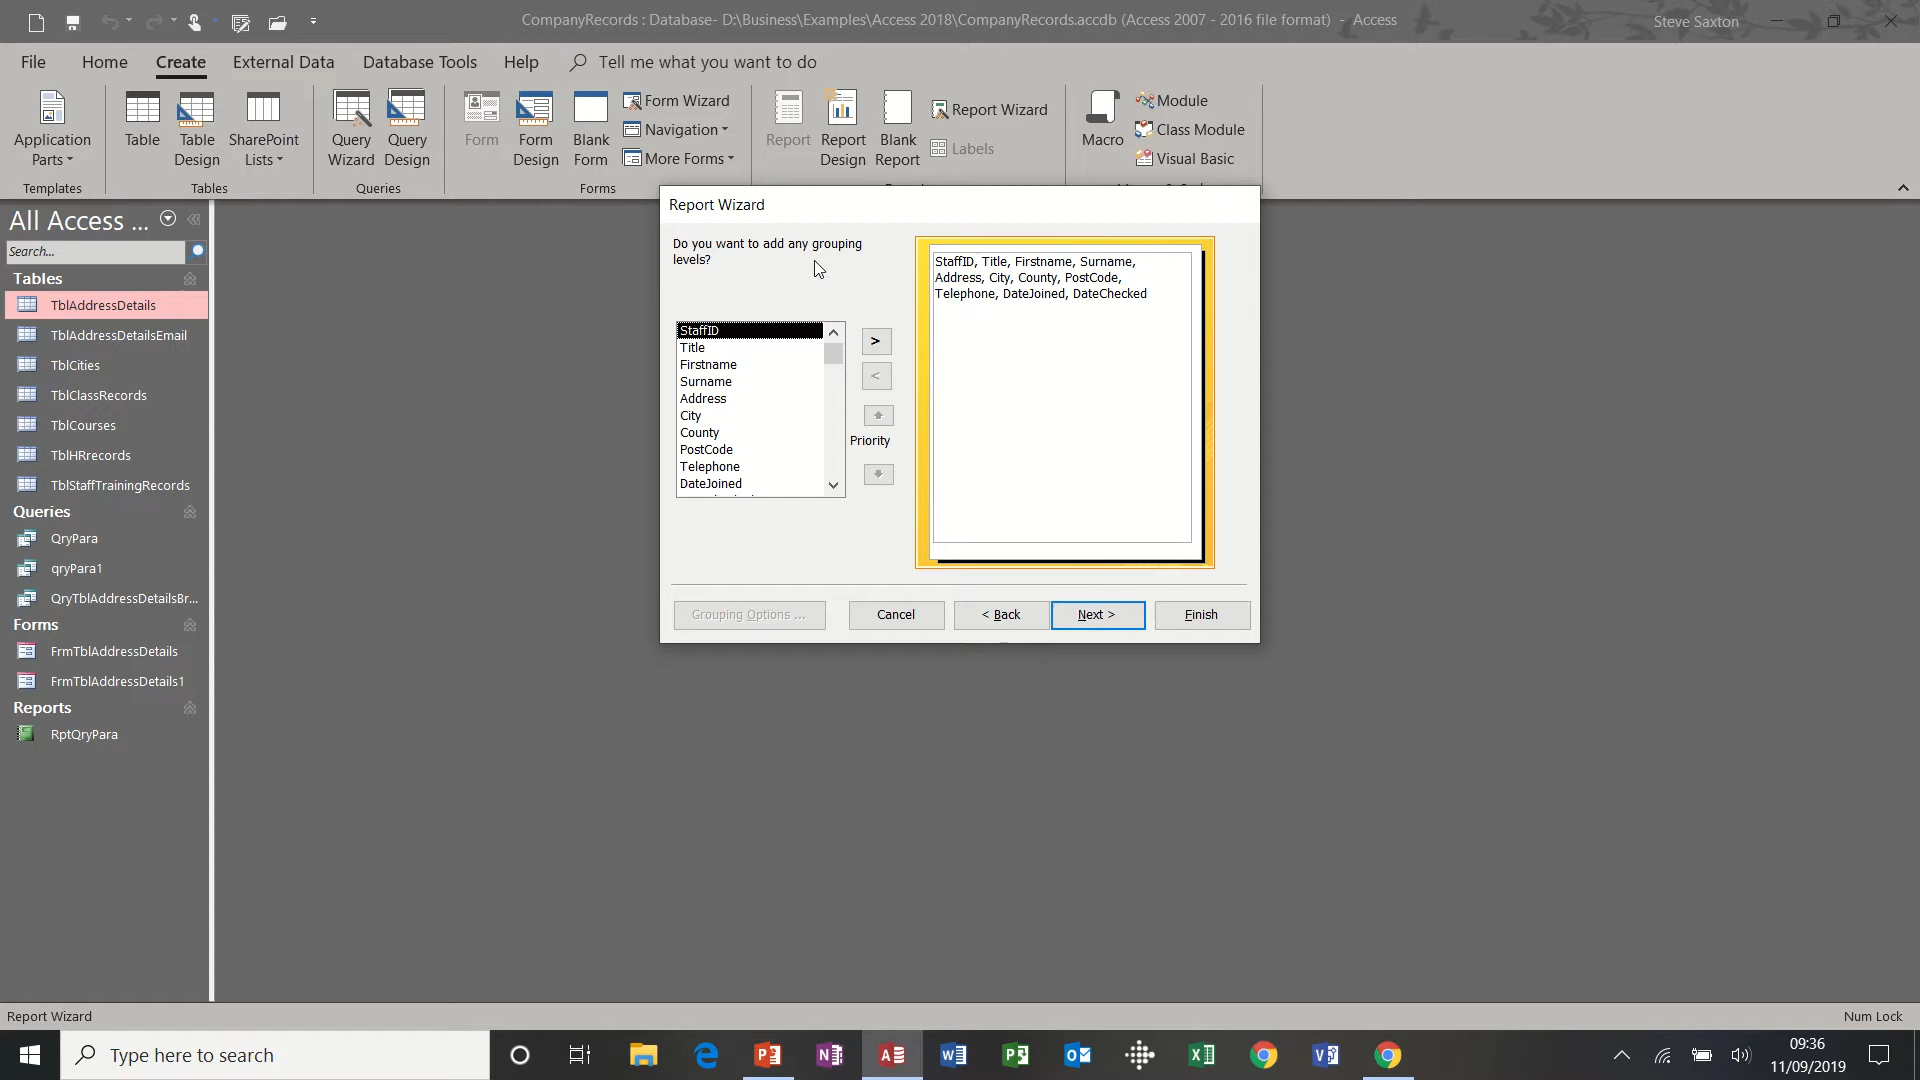 CompanyRecords : Database- D:\Business\Examples\Access 2018\CompanyRecords.accdb (Access 2007 - 2016 file format) - Access
Steve Saxton
File Home Create External Data Database Tools Help Tell me what you want to do
Application Parts
Table
Table Design
SharePoint Lists
Query Wizard
Query Design
Form
Form Design
Blank Form
Form Wizard
Navigation
More Forms
Report
Report Design
Blank Report
Report Wizard
Labels
Macro
Module
Class Module
Visual Basic
Templates
Tables
Queries
Forms
All Access ...
Search...
Tables
TblAddressDetails
TblAddressDetailsEmail
TblCities
TblClassRecords
TblCourses
TblHRrecords
TblStaffTrainingRecords
Queries
QryPara
qryPara1
QryTblAddressDetailsBr...
Forms
FrmTblAddressDetails
FrmTblAddressDetails1
Reports
RptQryPara
Report Wizard
Do you want to add any grouping
levels?
StaffID
Title
Firstname
Surname
Address
City
County
PostCode
Telephone
DateJoined
>
<
Priority
StaffID, Title, Firstname, Surname,
Address, City, County, PostCode,
Telephone, DateJoined, DateChecked
Grouping Options ...
Cancel
< Back
Next >
Finish
Report Wizard
Num Lock
Type here to search
09:36
11/09/2019